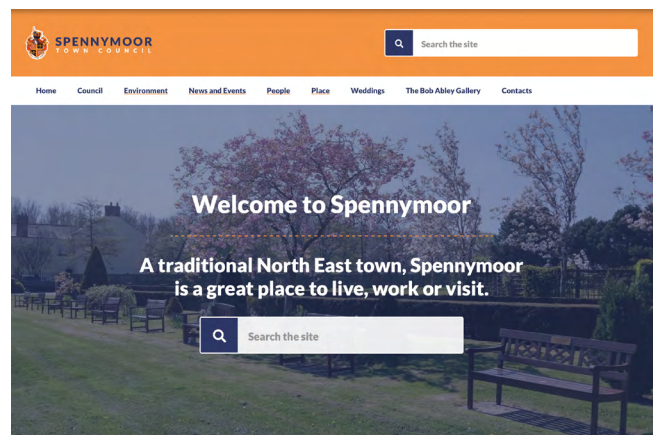 SPENNYMOOR
TOWN COUNCIL
Search the site
Home Council Environment News and Events People Place Weddings The Bob Abley Gallery Contacts
Welcome to Spennymoor
A traditional North East town, Spennymoor
is a great place to live, work or visit.
Search the site